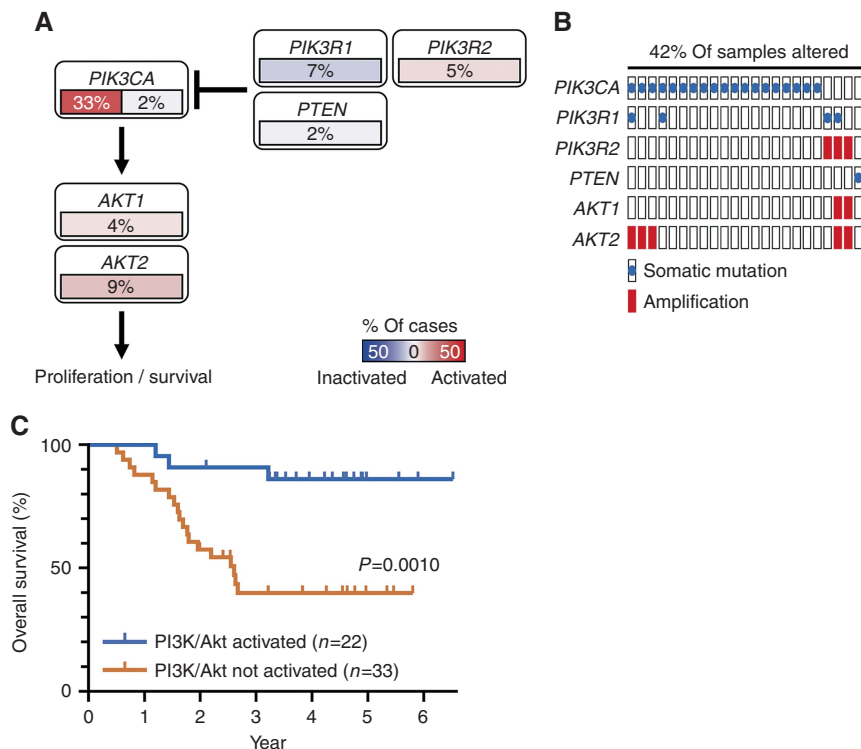 A
PIK3CA
33% 2%
PIK3R1
7%
PIK3R2
5%
PTEN
2%
AKT1
4%
AKT2
9%
Proliferation / survival
% Of cases
50 0 50
Inactivated Activated
B
42% Of samples altered
PIK3CA
PIK3R1
PIK3R2
PTEN
AKT1
AKT2
Somatic mutation
Amplification
C
Overall survival (%)
100
50
0
P=0.0010
PI3K/Akt activated (n=22)
PI3K/Akt not activated (n=33)
0 1 2 3 4 5 6
Year